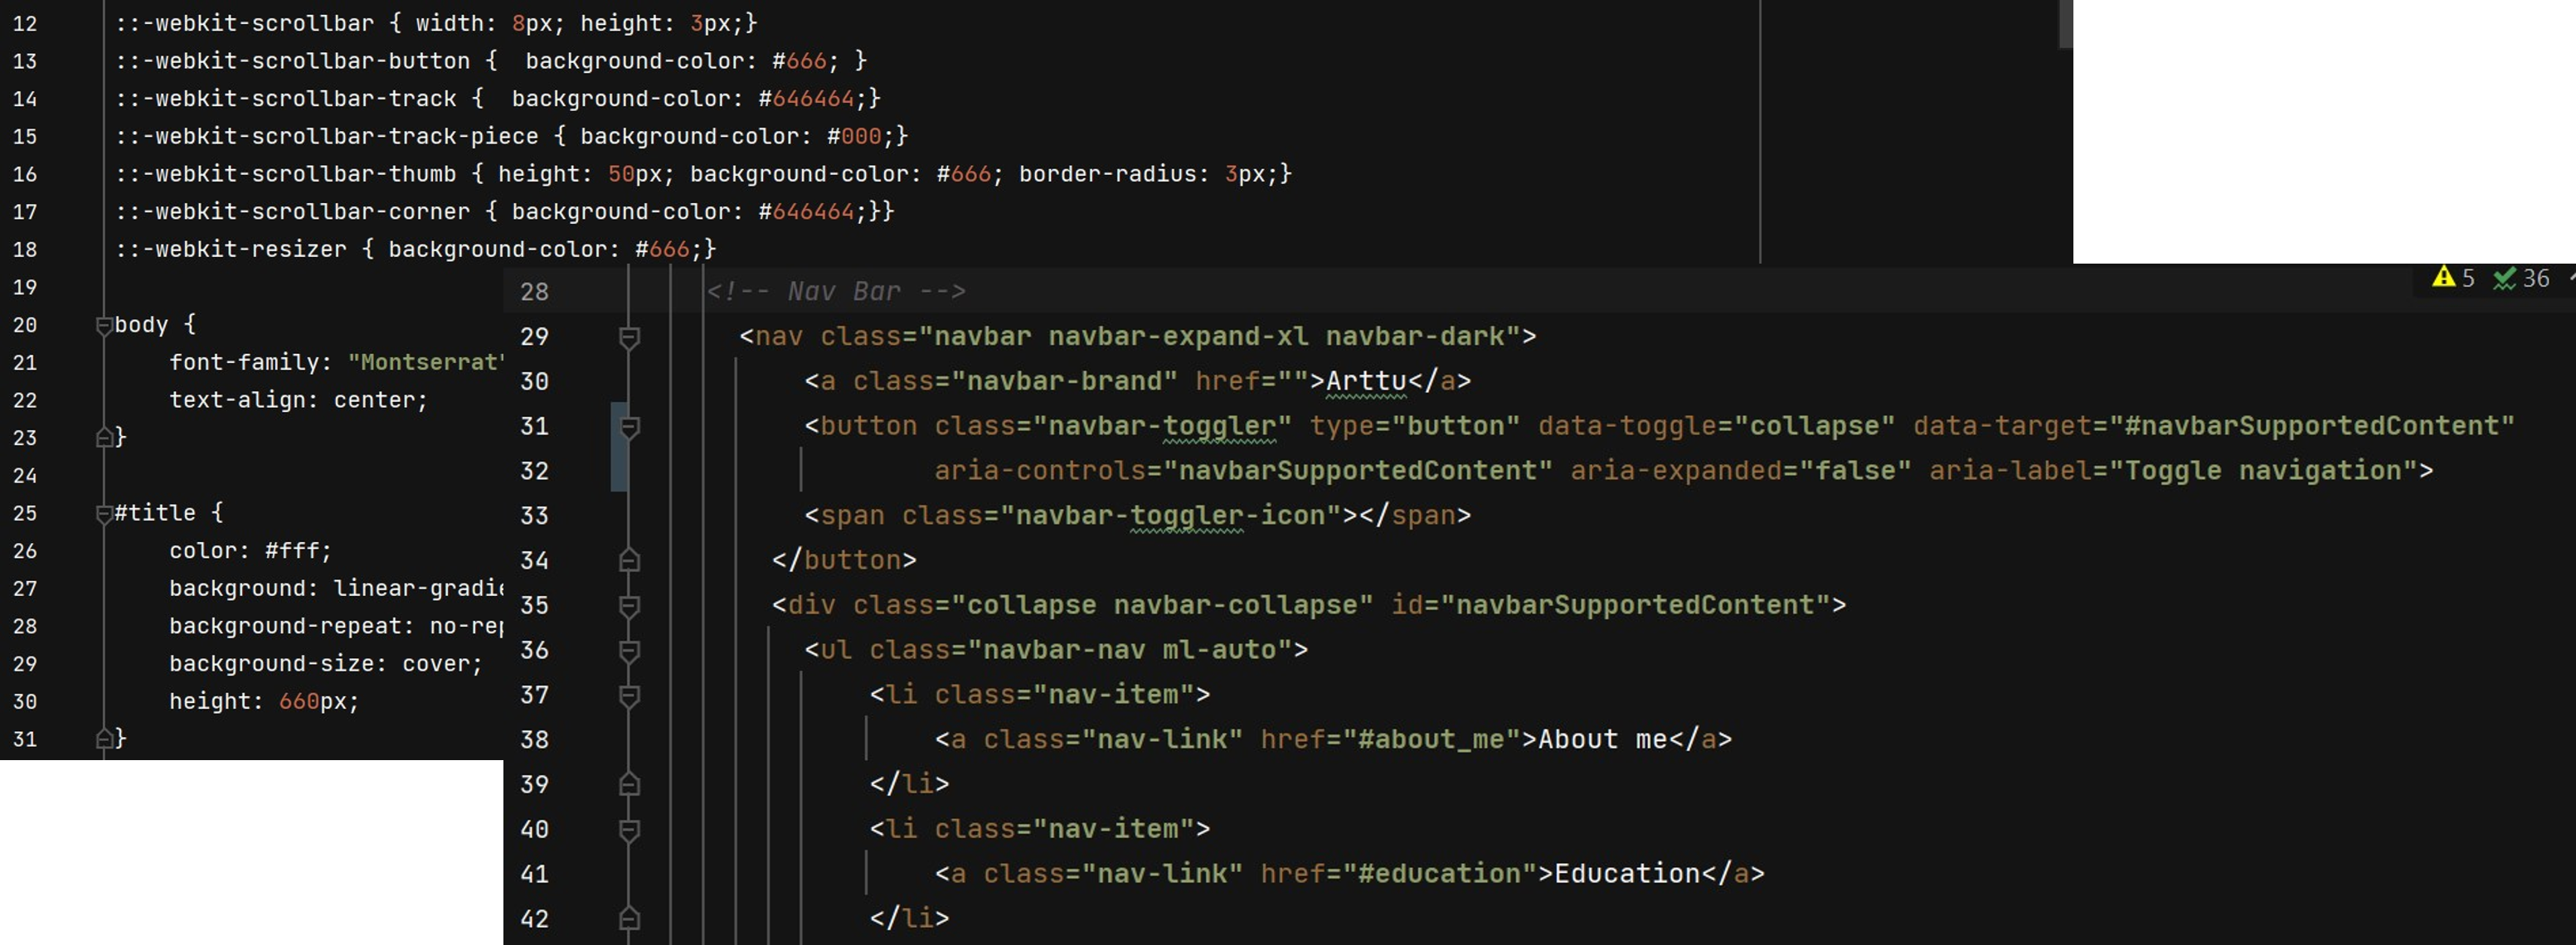 12 ::-webkit-scrollbar { width: 8px; height: 3px;}
13 ::-webkit-scrollbar-button {  background-color: #666; }
14 ::-webkit-scrollbar-track {  background-color: #646464;}
15 ::-webkit-scrollbar-track-piece { background-color: #000;}
16 ::-webkit-scrollbar-thumb { height: 50px; background-color: #666; border-radius: 3px;}
17 ::-webkit-scrollbar-corner { background-color: #646464;}}
18 ::-webkit-resizer { background-color: #666;}
19
20 body {
21 font-family: "Montserrat"
22 text-align: center;
23 }
24
25 #title {
26 color: #fff;
27 background: linear-gradie
28 background-repeat: no-rep
29 background-size: cover;
30 height: 660px;
31 }
5 36
28 <!-- Nav Bar -->
29 <nav class="navbar navbar-expand-xl navbar-dark">
30 <a class="navbar-brand" href="">Arttu</a>
31 <button class="navbar-toggler" type="button" data-toggle="collapse" data-target="#navbarSupportedContent"
32 aria-controls="navbarSupportedContent" aria-expanded="false" aria-label="Toggle navigation">
33 <span class="navbar-toggler-icon"></span>
34 </button>
35 <div class="collapse navbar-collapse" id="navbarSupportedContent">
36 <ul class="navbar-nav ml-auto">
37 <li class="nav-item">
38 <a class="nav-link" href="#about_me">About me</a>
39 </li>
40 <li class="nav-item">
41 <a class="nav-link" href="#education">Education</a>
42 </li>